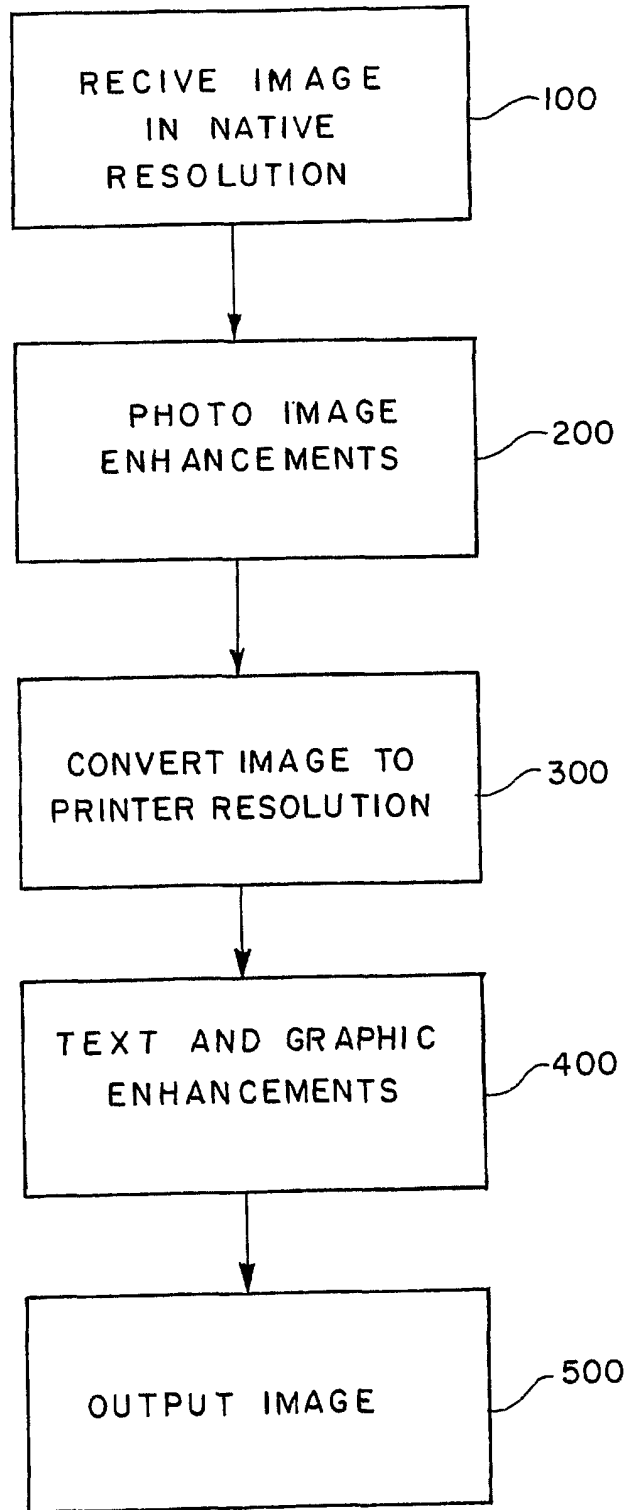 RECIVE IMAGE
IN NATIVE
RESOLUTION
100
PHOTO IMAGE
ENHANCEMENTS
200
CONVERT IMAGE TO
PRINTER RESOLUTION
300
TEXT AND GRAPHIC
ENHANCEMENTS
400
OUTPUT IMAGE
500